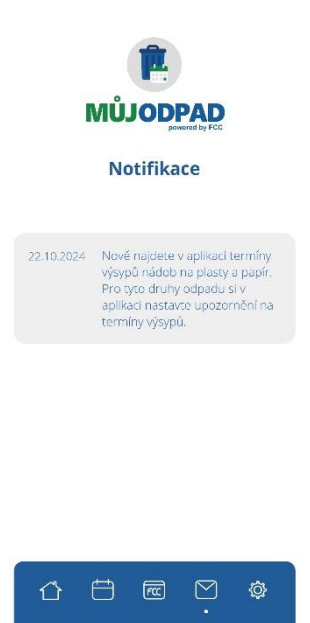 MŮJODPAD
powered by FCC
Notifikace
22.10.2024 Nově najdete v aplikaci termíny
výsypů nádob na plasty a papír.
Pro tyto druhy odpadu si v
aplikaci nastavte upozornění na
termíny výsypů.
FCC